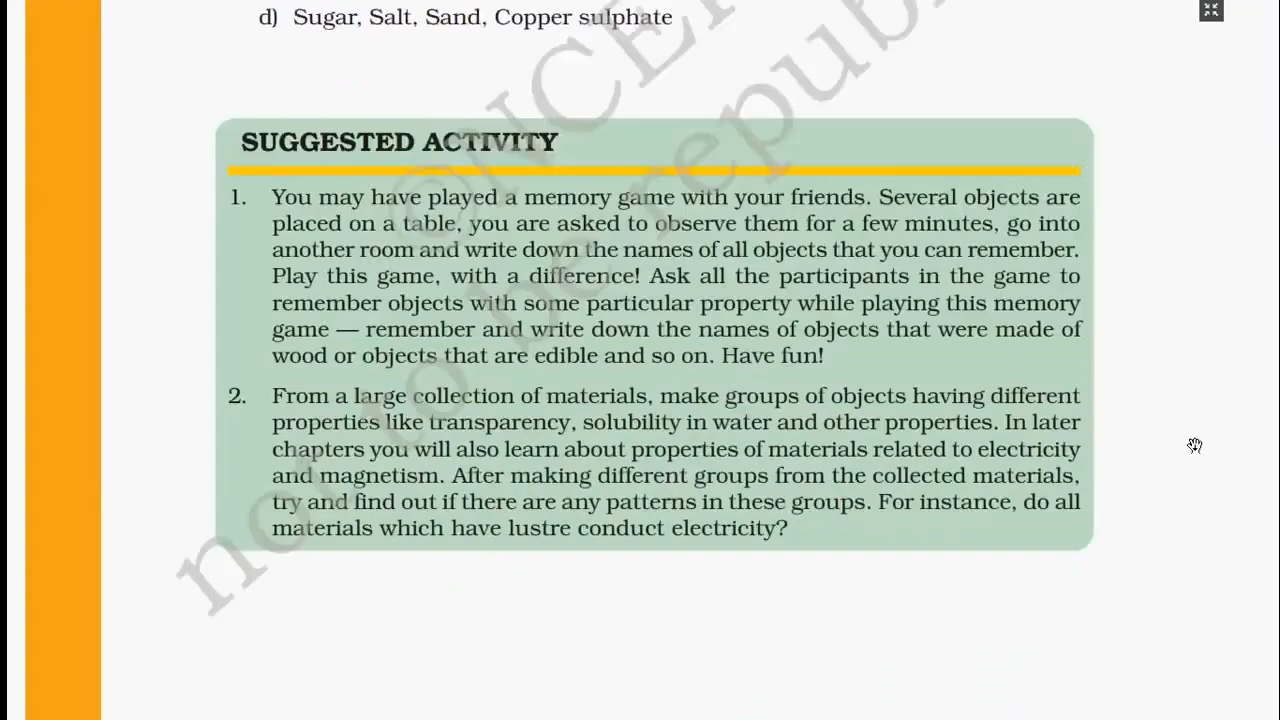 d) Sugar, Salt, Sand, Copper sulphate
SUGGESTED ACTIVITY
1. You may have played a memory game with your friends. Several objects are
placed on a table, you are asked to observe them for a few minutes, go into
another room and write down the names of all objects that you can remember.
Play this game, with a difference! Ask all the participants in the game to
remember objects with some particular property while playing this memory
game — remember and write down the names of objects that were made of
wood or objects that are edible and so on. Have fun!
2. From a large collection of materials, make groups of objects having different
properties like transparency, solubility in water and other properties. In later
chapters you will also learn about properties of materials related to electricity
and magnetism. After making different groups from the collected materials,
try and find out if there are any patterns in these groups. For instance, do all
materials which have lustre conduct electricity?
not to be republ
©NCER